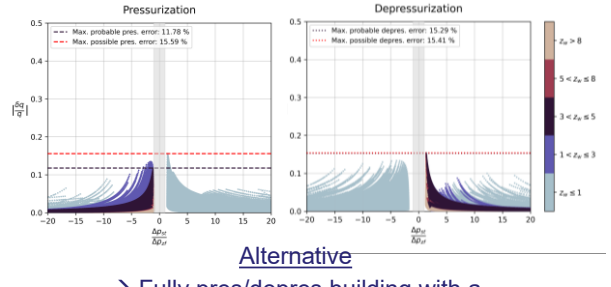 Pressurization
Max. probable pres. error: 11.78 %
Max. possible pres. error: 15.59 %
0.5
0.4
0.3
0.2
0.1
0.0
|δq/q|
−20 −15 −10 −5 0 5 10 15 20
Δp_st/Δp_sf
Depressurization
Max. probable depres. error: 15.29 %
Max. possible depres. error: 15.41 %
0.5
0.4
0.3
0.2
0.1
0.0
−20 −15 −10 −5 0 5 10 15 20
z_w > 8
5 < z_w ≤ 8
3 < z_w ≤ 5
1 < z_w ≤ 3
z_w ≤ 1
Alternative
Fully pres/depres building with a